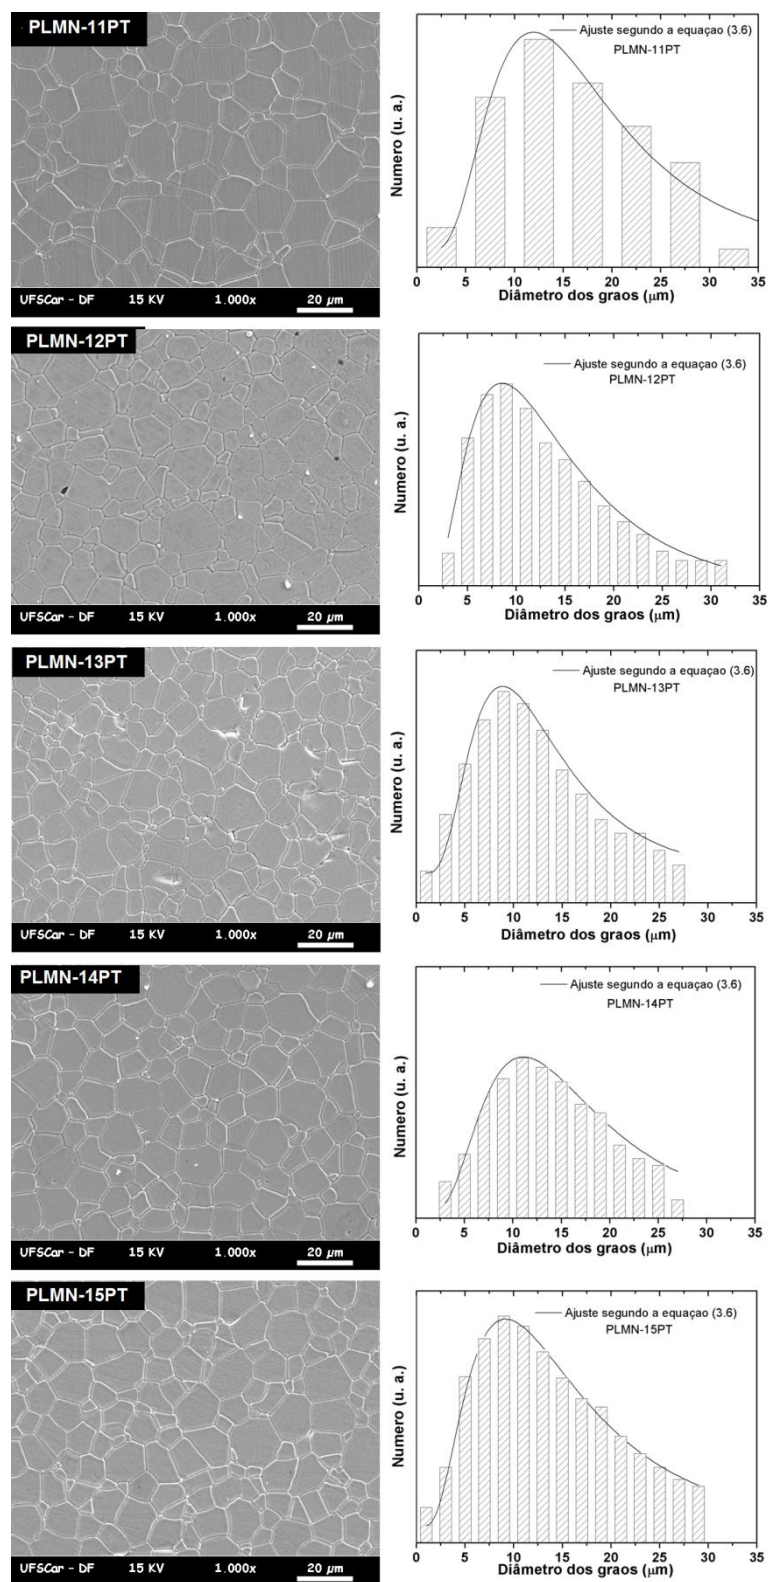 PLMN-11PT
UFSCar - DF 15 KV 1.000x 20 µm
Ajuste segundo a equaçao (3.6)
PLMN-11PT
Numero (u. a.)
0 5 10 15 20 25 30 35
Diâmetro dos graos (µm)
PLMN-12PT
UFSCar - DF 15 KV 1.000x 20 µm
Ajuste segundo a equaçao (3.6)
PLMN-12PT
Numero (u. a.)
0 5 10 15 20 25 30 35
Diâmetro dos graos (µm)
PLMN-13PT
UFSCar - DF 15 KV 1.000x 20 µm
Ajuste segundo a equaçao (3.6)
PLMN-13PT
Numero (u. a.)
0 5 10 15 20 25 30 35
Diâmetro dos graos (µm)
PLMN-14PT
UFSCar - DF 15 KV 1.000x 20 µm
Ajuste segundo a equaçao (3.6)
PLMN-14PT
Numero (u. a.)
0 5 10 15 20 25 30 35
Diâmetro dos graos (µm)
PLMN-15PT
UFSCar - DF 15 KV 1.000x 20 µm
Ajuste segundo a equaçao (3.6)
PLMN-15PT
Numero (u. a.)
0 5 10 15 20 25 30 35
Diâmetro dos graos (µm)